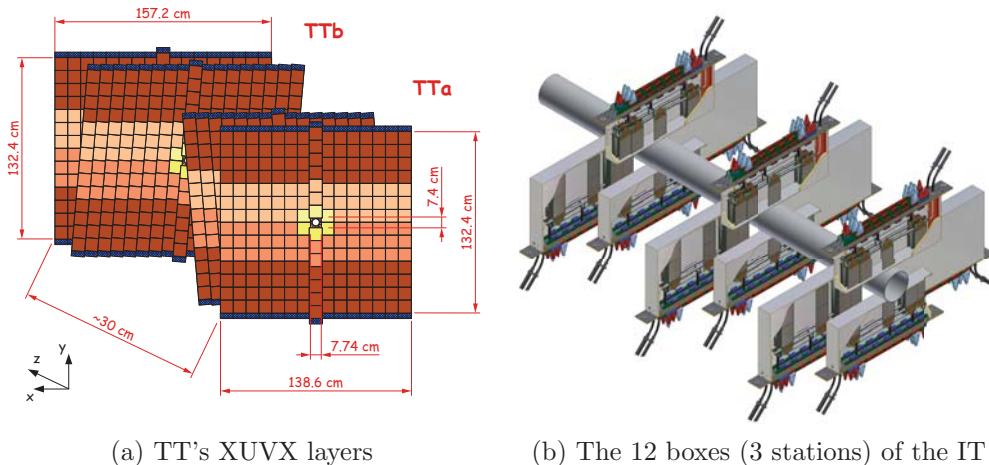 157.2 cm
TTb
TTa
132.4 cm
7.4 cm
132.4 cm
~30 cm
7.74 cm
138.6 cm
y
z
x
(a) TT's XUVX layers
(b) The 12 boxes (3 stations) of the IT